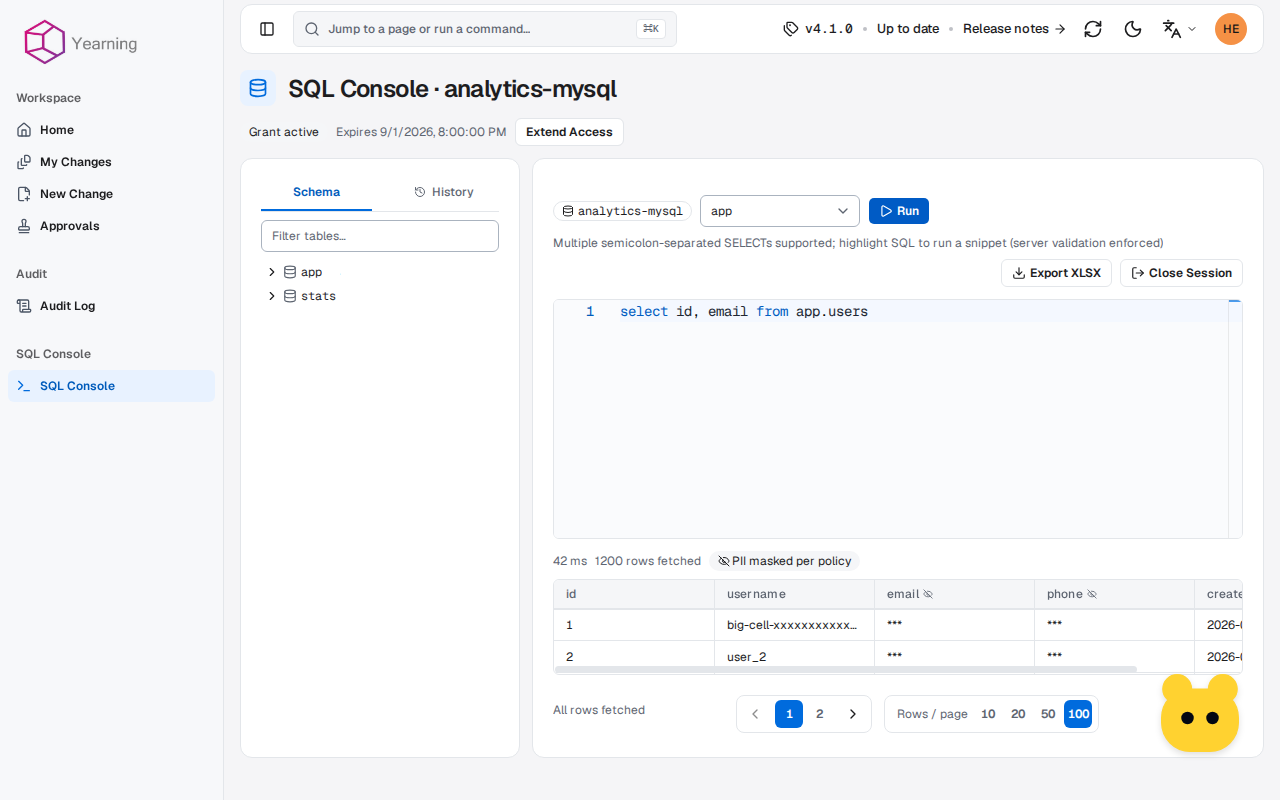 Yearning
Jump to a page or run a command...
⌘K
v4.1.0
Up to date
Release notes →
HE
Workspace
Home
My Changes
New Change
Approvals
Audit
Audit Log
SQL Console
SQL Console
SQL Console · analytics-mysql
Grant active
Expires 9/1/2026, 8:00:00 PM
Extend Access
Schema
History
Filter tables...
app
stats
analytics-mysql
app
Run
Multiple semicolon-separated SELECTs supported; highlight SQL to run a snippet (server validation enforced)
Export XLSX
Close Session
1 select id, email from app.users
42 ms 1200 rows fetched PII masked per policy
id username email phone create
1 big-cell-xxxxxxxxxxx... *** *** 2026-0
2 user_2 *** *** 2026-0
All rows fetched
1 2
Rows / page 10 20 50 100